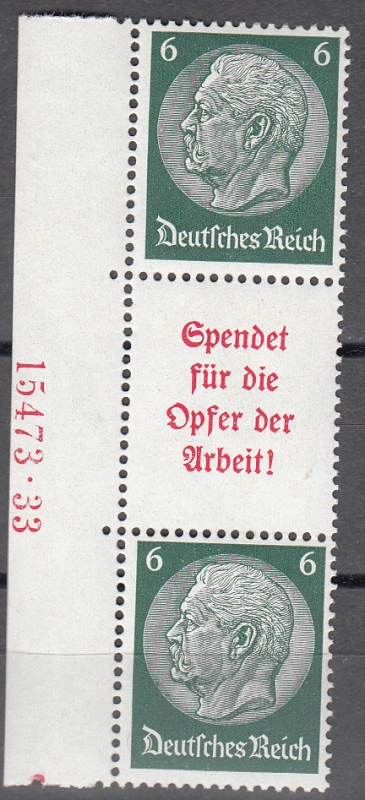 6 6
Deutsches Reich
Spendet
für die
Opfer der
Arbeit!
15473·33
6 6
Deutsches Reich